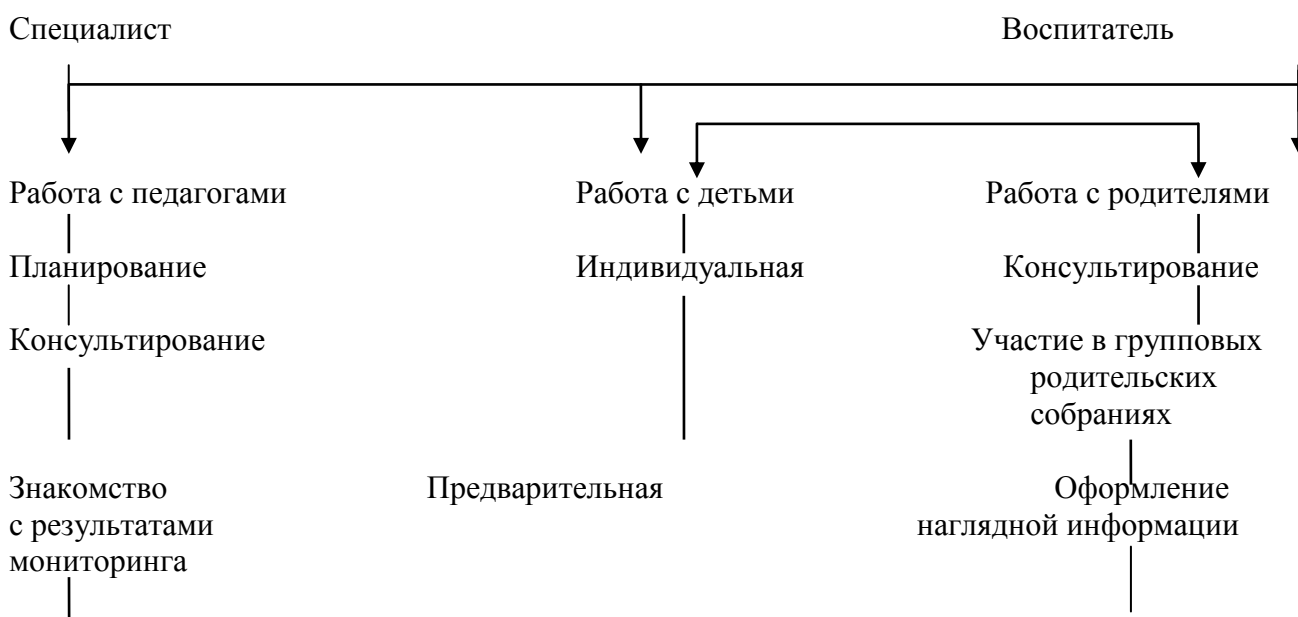 Специалист Воспитатель
Работа с педагогами Работа с детьми Работа с родителями
Планирование Индивидуальная Консультирование
Консультирование Участие в групповых
родительских
собраниях
Знакомство Предварительная Оформление
с результатами наглядной информации
мониторинга